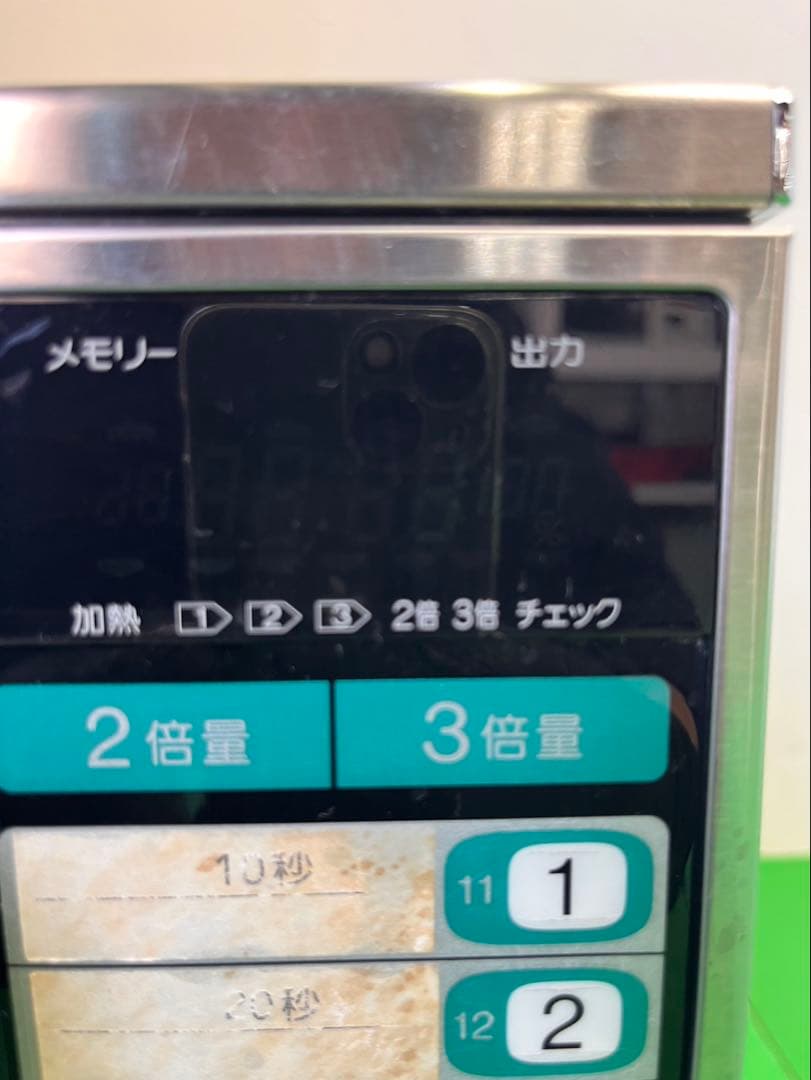 メモリー 出力
加熱 1 2 3 2倍 3倍 チェック
2倍量 3倍量
10秒 11 1
20秒 12 2